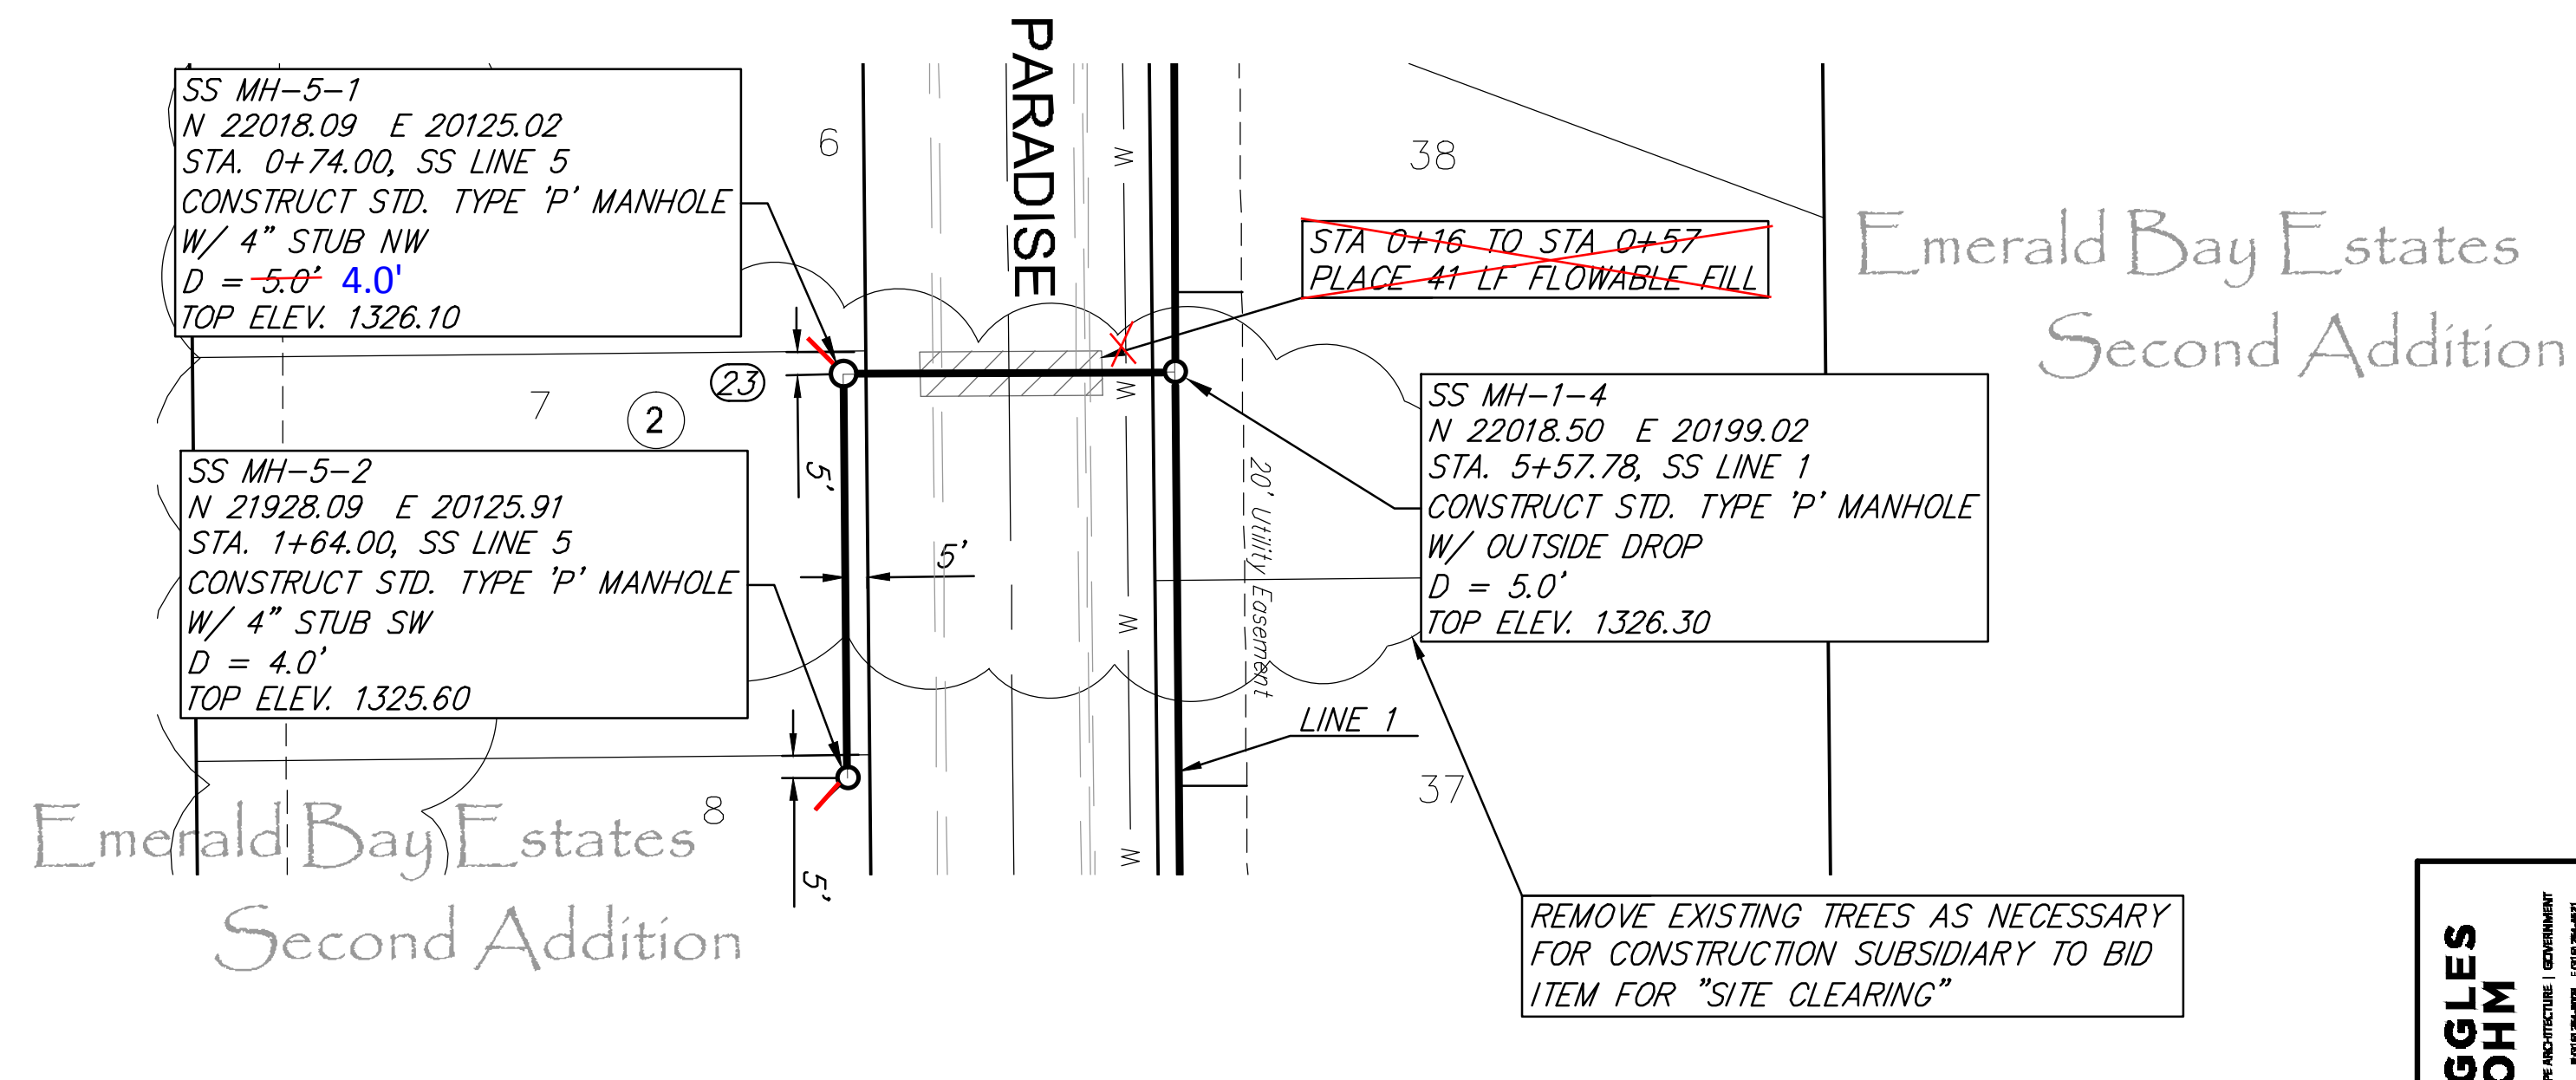 PARADISE
SS MH-5-1
N 22018.09 E 20125.02
STA. 0+74.00, SS LINE 5
CONSTRUCT STD. TYPE 'P' MANHOLE
W/ 4" STUB NW
D = 5.0' 4.0'
TOP ELEV. 1326.10
6
38
W
STA 0+16 TO STA 0+57
PLACE 41 LF FLOWABLE FILL
Emerald Bay Estates
Second Addition
23
7
2
5'
W
SS MH-1-4
N 22018.50 E 20199.02
STA. 5+57.78, SS LINE 1
CONSTRUCT STD. TYPE 'P' MANHOLE
W/ OUTSIDE DROP
D = 5.0'
TOP ELEV. 1326.30
SS MH-5-2
N 21928.09 E 20125.91
STA. 1+64.00, SS LINE 5
CONSTRUCT STD. TYPE 'P' MANHOLE
W/ 4" STUB SW
D = 4.0'
TOP ELEV. 1325.60
5'
20' Utility Easement
W
LINE 1
37
8
W
5'
Emerald Bay Estates
Second Addition
REMOVE EXISTING TREES AS NECESSARY
FOR CONSTRUCTION SUBSIDIARY TO BID
ITEM FOR "SITE CLEARING"
GGLES
OHM
PE ARCHITECTURE | GOVERNMENT